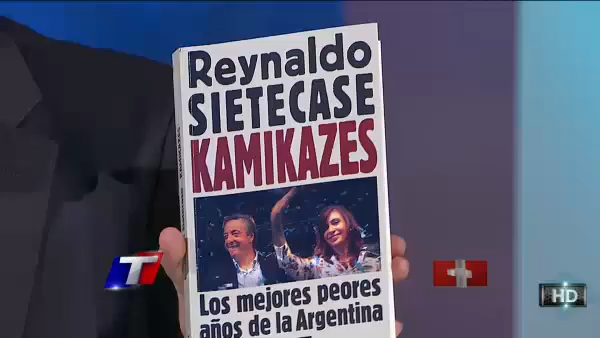 Reynaldo
SIETECASE
KAMIKAZES
Los mejores peores
años de la Argentina
T
HD